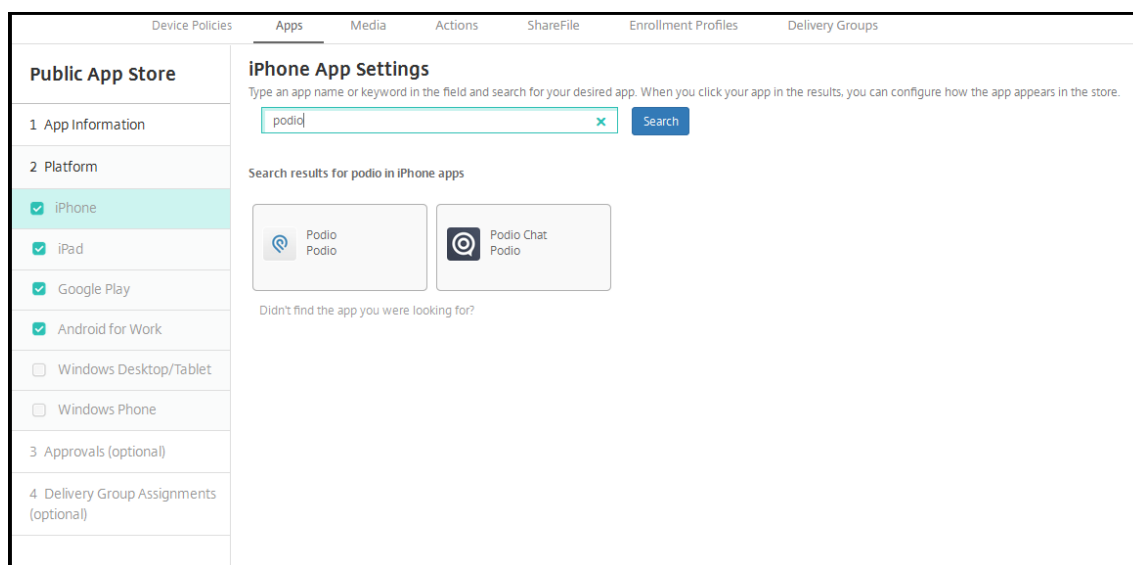 Device Policies Apps Media Actions ShareFile Enrollment Profiles Delivery Groups
Public App Store
1 App Information
2 Platform
iPhone
iPad
Google Play
Android for Work
Windows Desktop/Tablet
Windows Phone
3 Approvals (optional)
4 Delivery Group Assignments
(optional)
iPhone App Settings
Type an app name or keyword in the field and search for your desired app. When you click your app in the results, you can configure how the app appears in the store.
podio
Search
Search results for podio in iPhone apps
Podio
Podio
Podio Chat
Podio
Didn't find the app you were looking for?